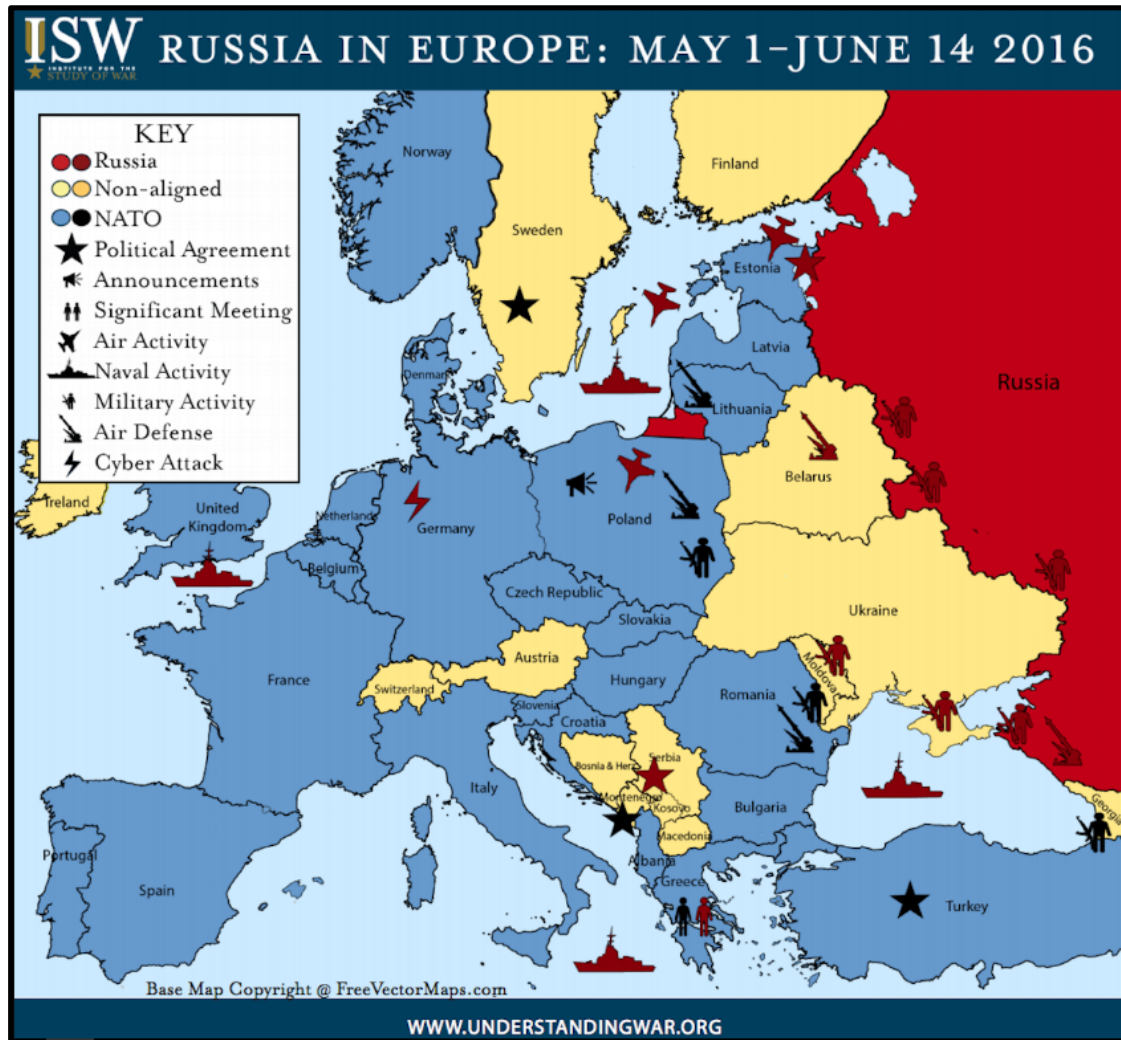 ISW
INSTITUTE FOR THE
STUDY OF WAR
RUSSIA IN EUROPE: MAY 1–JUNE 14 2016
KEY
Russia
Non-aligned
NATO
Political Agreement
Announcements
Significant Meeting
Air Activity
Naval Activity
Military Activity
Air Defense
Cyber Attack
Norway
Finland
Sweden
Estonia
Latvia
Denmark
Russia
Lithuania
Belarus
Ireland
United
Kingdom
Netherlands
Germany
Poland
Belgium
Czech Republic
Ukraine
Slovakia
Austria
France
Switzerland
Hungary
Moldova
Romania
Slovenia
Croatia
Bosnia & Herz.
Serbia
Italy
Montenegro
Kosovo
Bulgaria
Georgia
Macedonia
Portugal
Spain
Albania
Greece
Turkey
Base Map Copyright @ FreeVectorMaps.com
WWW.UNDERSTANDINGWAR.ORG